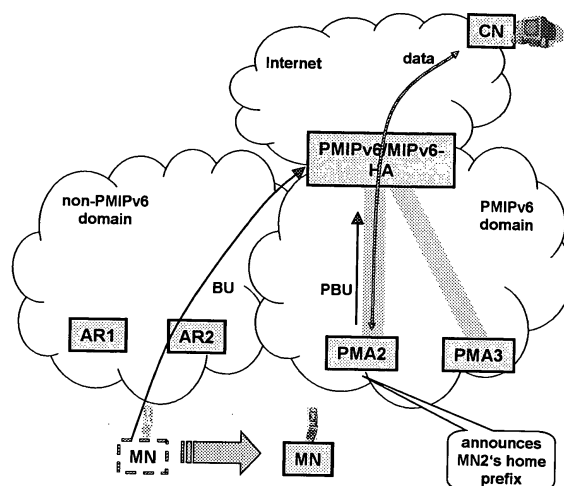 CN
Internet
data
PMIPv6/MIPv6-
HA
non-PMIPv6
domain
PMIPv6
domain
BU
PBU
AR1
AR2
PMA2
PMA3
MN
MN
announces
MN2's home
prefix